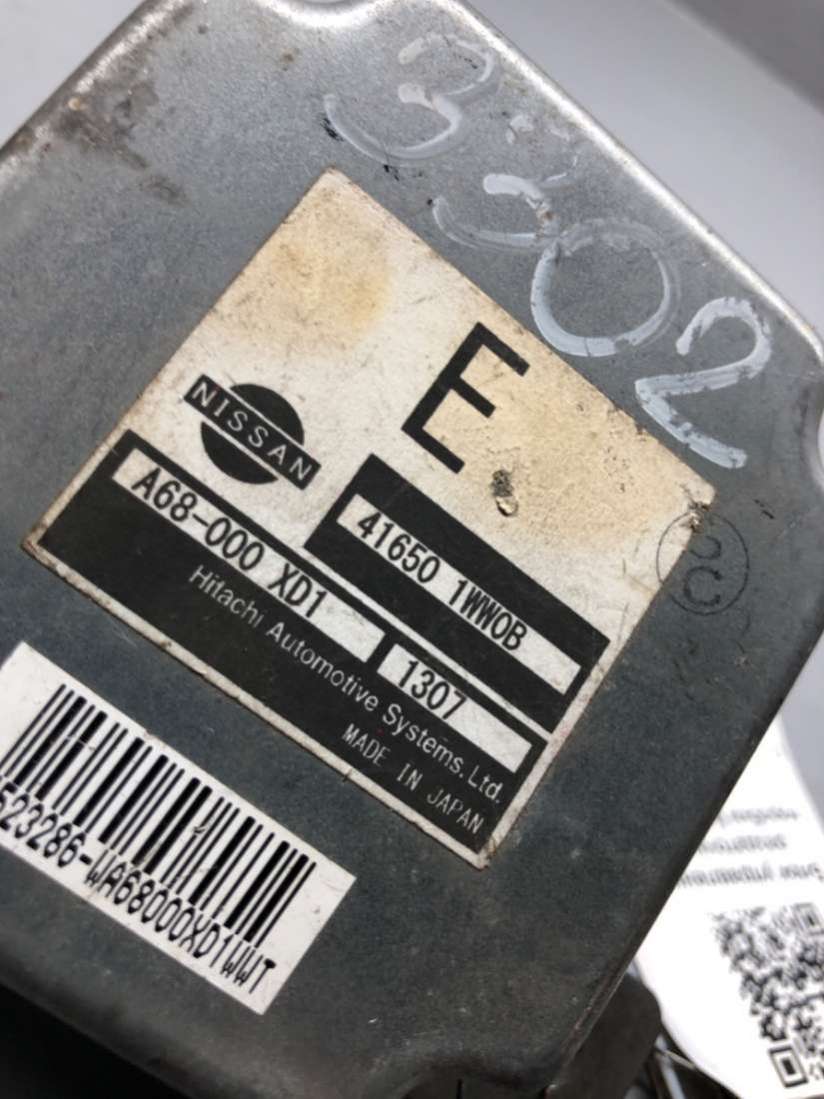 3302
E
NISSAN
41650 1WW0B
A68-000 XD1
1307
Hitachi Automotive Systems, Ltd.
MADE IN JAPAN
523286-WA68000XD1WWT